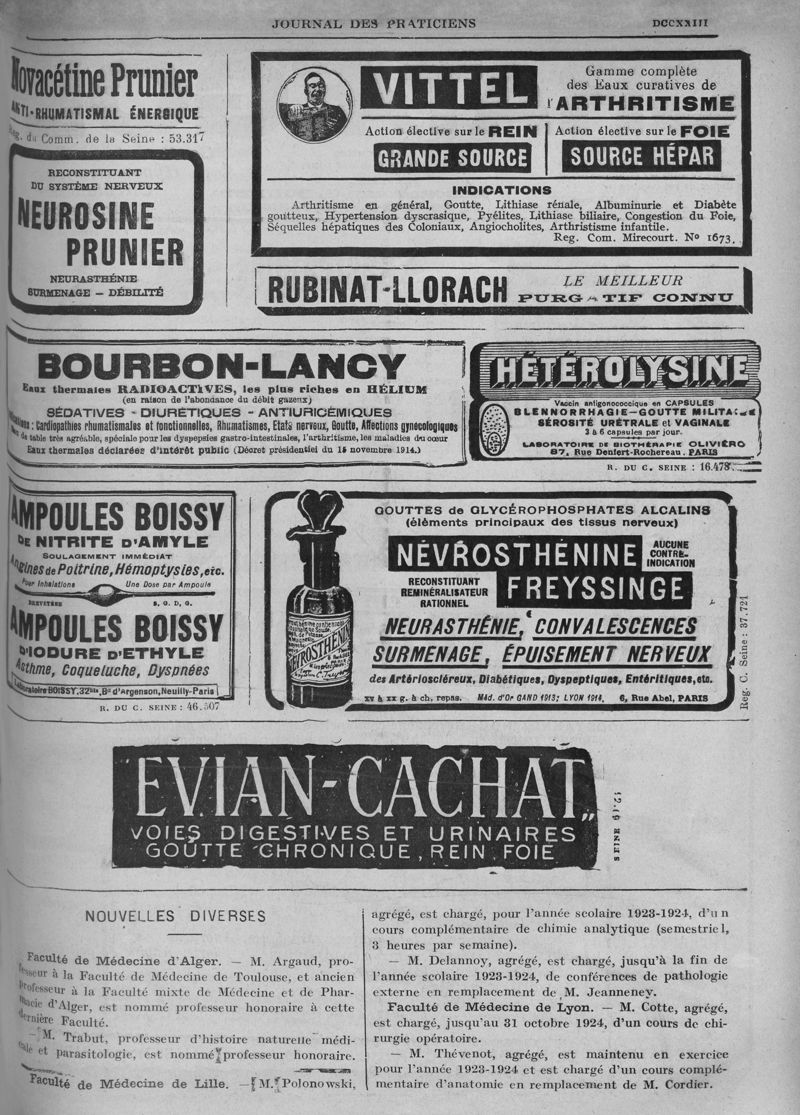 JOURNAL DES PRATICIENS
DCCXXIII
Novacétine Prunier
ANTI-RHUMATISMAL ÉNERGIQUE
Reg. du Comm. de la Seine : 53.317
RECONSTITUANT
DU SYSTÈME NERVEUX
NEUROSINE
PRUNIER
NEURASTHÉNIE
SURMENAGE — DÉBILITÉ
VITTEL
Gamme complète
des Eaux curatives de
l'ARTHRITISME
Action élective sur le REIN
GRANDE SOURCE
Action élective sur le FOIE
SOURCE HÉPAR
INDICATIONS
Arthritisme en général, Goutte, Lithiase rénale, Albuminurie et Diabète
goutteux, Hypertension dyscrasique, Pyélites, Lithiase biliaire, Congestion du Foie,
Séquelles hépatiques des Coloniaux, Angiocholites, Arthristisme infantile.
Reg. Com. Mirecourt. No 1673.
RUBINAT-LLORACH
LE MEILLEUR
PURGATIF CONNU
BOURBON-LANCY
Eaux thermales RADIOACTIVES, les plus riches en HÉLIUM
(en raison de l'abondance du débit gazeux)
SÉDATIVES - DIURÉTIQUES - ANTIURICÉMIQUES
: Cardiopathies rhumatismales et fonctionnelles, Rhumatismes, Etats nerveux, Goutte, Affections gynécologiques
de table très agréable, spéciale pour les dyspepsies gastro-intestinales, l'arthritisme, les maladies du cœur
Eaux thermales déclarées d'intérêt public (Décret présidentiel du 15 novembre 1914.)
HÉTÉROLYSINE
Vaccin antigonococcique en CAPSULES
BLENNORRHAGIE—GOUTTE MILITAIRE
SÉROSITÉ URÉTRALE ET VAGINALE
3 à 6 capsules par jour.
LABORATOIRE DE BIOTHÉRAPIE OLIVIÉRO
87, Rue Denfert-Rochereau. PARIS
R. DU C. SEINE : 16.478
AMPOULES BOISSY
DE NITRITE D'AMYLE
SOULAGEMENT IMMÉDIAT
Angines de Poitrine, Hémoptysies, etc.
Pour Inhalations Une Dose par Ampoule
BREVETÉES S. G. D. G.
AMPOULES BOISSY
D'IODURE D'ETHYLE
Asthme, Coqueluche, Dyspnées
Laboratoire BOISSY, 32bis, Bd d'Argenson, Neuilly-Paris
R. DU C. SEINE : 46.507
GOUTTES DE GLYCÉROPHOSPHATES ALCALINS
(éléments principaux des tissus nerveux)
NÉVROSTHÉNINE
AUCUNE
CONTRE-
INDICATION
RECONSTITUANT
REMINÉRALISATEUR
RATIONNEL
FREYSSINGE
NEURASTHÉNIE, CONVALESCENCES
SURMENAGE, ÉPUISEMENT NERVEUX
des Artérioscléreux, Diabétiques, Dyspeptiques, Entéritiques, etc.
XV à XX g. à ch. repas. Méd. d'Or GAND 1913; LYON 1914. 6, Rue Abel, PARIS
Reg. C. Seine : 37.721
EVIAN-CACHAT
VOIES DIGESTIVES ET URINAIRES
GOUTTE CHRONIQUE, REIN, FOIE
SEINE
NOUVELLES DIVERSES
Faculté de Médecine d'Alger. — M. Argaud, pro-
fesseur à la Faculté de Médecine de Toulouse, et ancien
professeur à la Faculté mixte de Médecine et de Phar-
macie d'Alger, est nommé professeur honoraire à cette
dernière Faculté.
— M. Trabut, professeur d'histoire naturelle médi-
cale et parasitologie, est nommé professeur honoraire.
Faculté de Médecine de Lille. — M. Polonowski,
agrégé, est chargé, pour l'année scolaire 1923-1924, d'un
cours complémentaire de chimie analytique (semestriel,
3 heures par semaine).
— M. Delannoy, agrégé, est chargé, jusqu'à la fin de
l'année scolaire 1923-1924, de conférences de pathologie
externe en remplacement de M. Jeanneney.
Faculté de Médecine de Lyon. — M. Cotte, agrégé,
est chargé, jusqu'au 31 octobre 1924, d'un cours de chi-
rurgie opératoire.
— M. Thévenot, agrégé, est maintenu en exercice
pour l'année 1923-1924 et est chargé d'un cours complé-
mentaire d'anatomie en remplacement de M. Cordier.